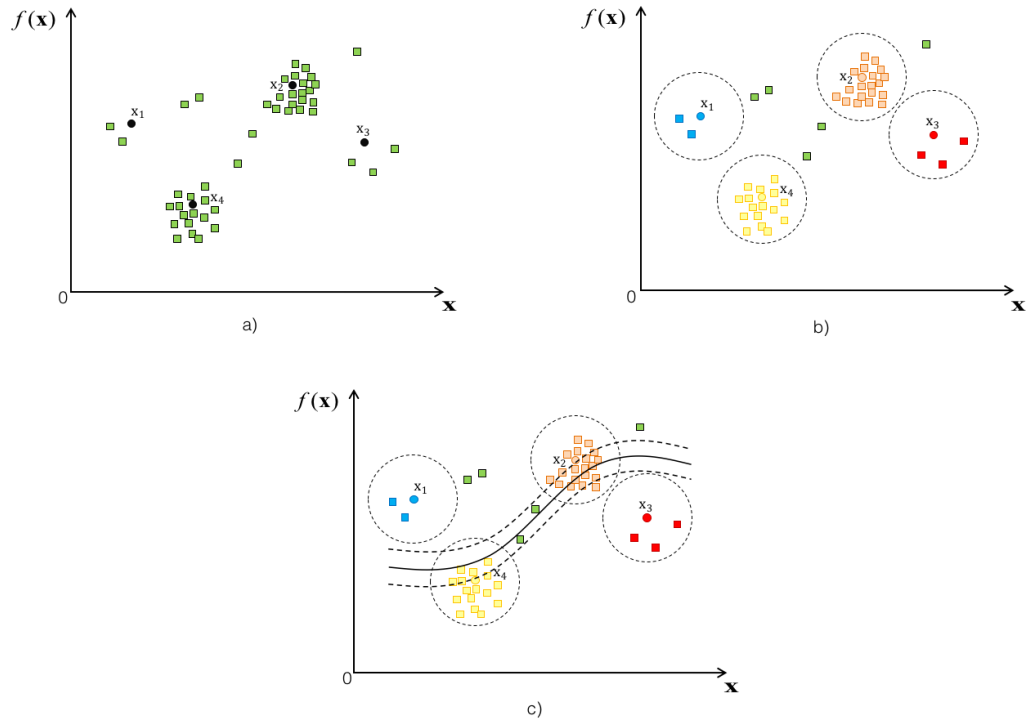 f(x)
x₁
x₂
x₃
x₄
0
x
a)
f(x)
x₁
x₂
x₃
x₄
0
x
b)
f(x)
x₁
x₂
x₃
x₄
0
x
c)